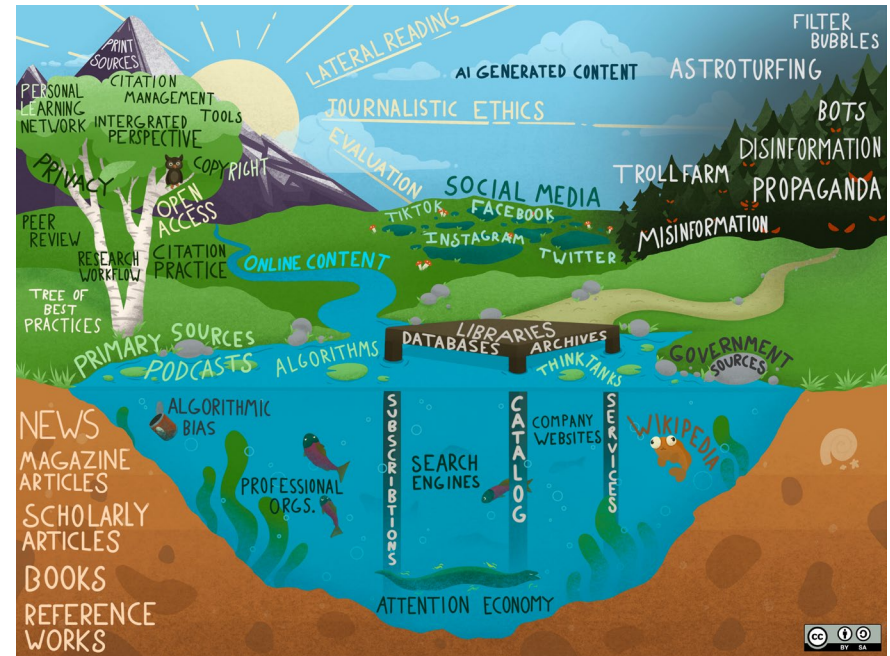 FILTER
BUBBLES
LATERAL READING
PRINT
SOURCES
AI GENERATED CONTENT
ASTROTURFING
PERSONAL
LEARNING
NETWORK
CITATION
MANAGEMENT
TOOLS
INTERGRATED
PERSPECTIVE
JOURNALISTIC ETHICS
BOTS
EVALUATION
DISINFORMATION
PRIVACY
COPYRIGHT
TROLL FARM
PROPAGANDA
OPEN
ACCESS
SOCIAL MEDIA
TIKTOK
FACEBOOK
INSTAGRAM
TWITTER
MISINFORMATION
PEER
REVIEW
RESEARCH
WORKFLOW
CITATION
PRACTICE
ONLINE CONTENT
TREE OF
BEST
PRACTICES
PRIMARY SOURCES
PODCASTS
ALGORITHMS
LIBRARIES
DATABASES
ARCHIVES
THINK TANKS
GOVERNMENT
SOURCES
NEWS
MAGAZINE
ARTICLES
SCHOLARLY
ARTICLES
BOOKS
REFERENCE
WORKS
ALGORITHMIC
BIAS
PROFESSIONAL
ORGS.
SUBSCRIBTIONS
SEARCH
ENGINES
CATALOG
COMPANY
WEBSITES
SERVICES
WIKIPEDIA
ATTENTION ECONOMY
cc
BY SA